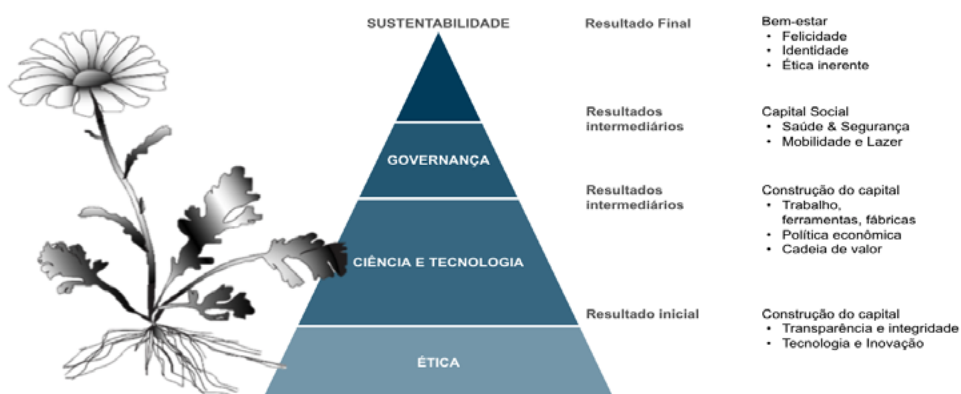 SUSTENTABILIDADE
Resultado Final
Bem-estar
• Felicidade
• Identidade
• Ética inerente
Resultados
intermediários
Capital Social
• Saúde & Segurança
• Mobilidade e Lazer
GOVERNANÇA
Resultados
intermediários
Construção do capital
• Trabalho,
ferramentas, fábricas
• Política econômica
• Cadeia de valor
CIÊNCIA E TECNOLOGIA
Resultado inicial
Construção do capital
• Transparência e integridade
• Tecnologia e Inovação
ÉTICA